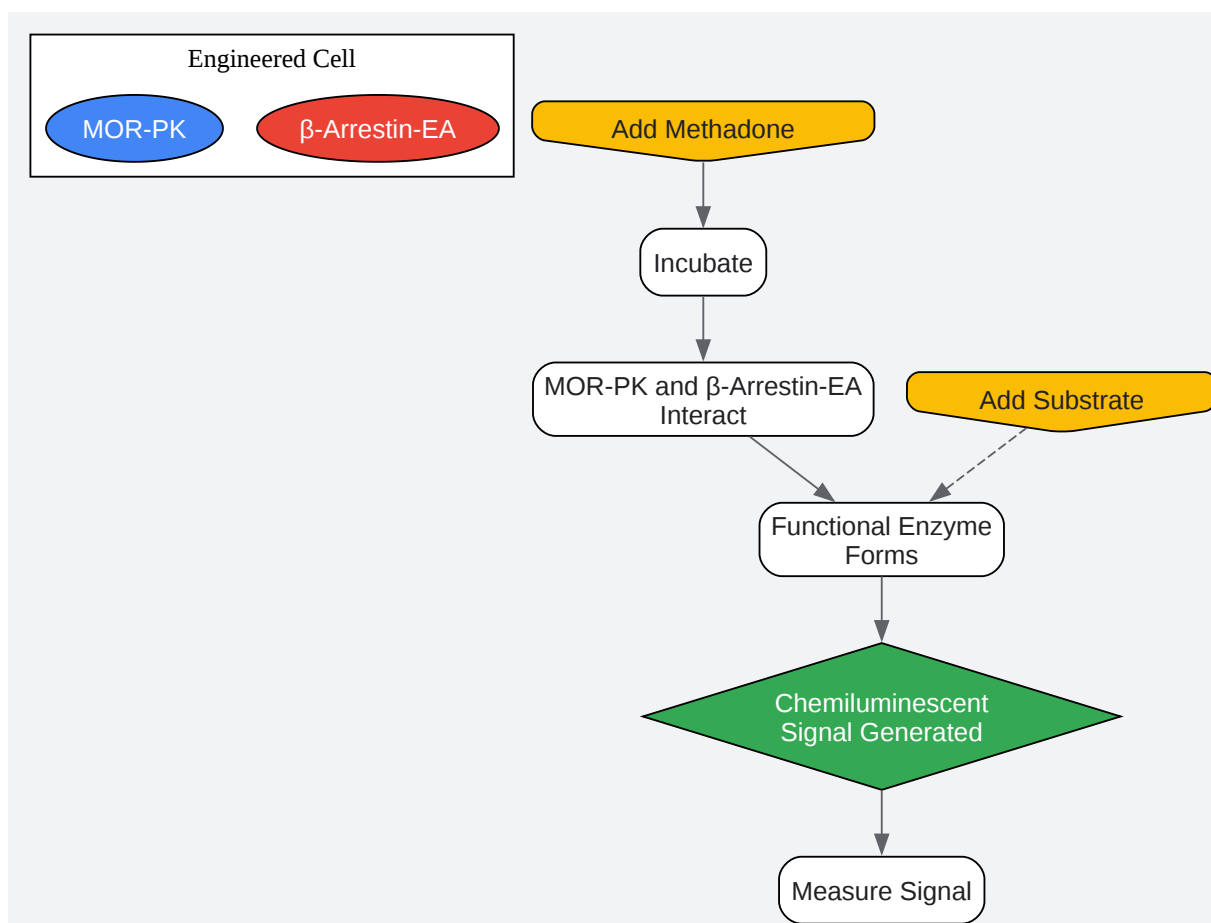 Engineered Cell
MOR-PK
β-Arrestin-EA
Add Methadone
Incubate
MOR-PK and β-Arrestin-EA
Interact
Add Substrate
Functional Enzyme
Forms
Chemiluminescent
Signal Generated
Measure Signal